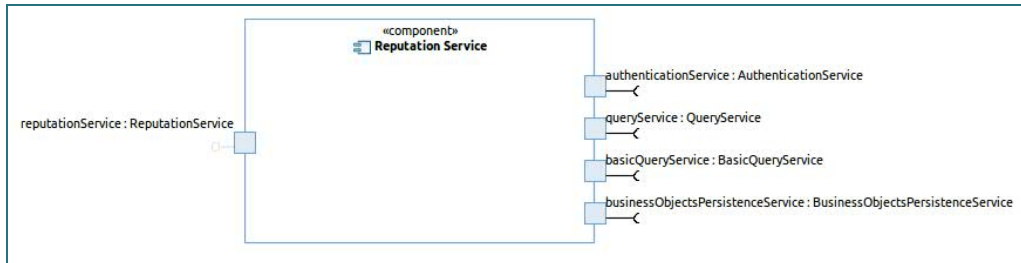 «component»
Reputation Service
authenticationService : AuthenticationService
queryService : QueryService
reputationService : ReputationService
basicQueryService : BasicQueryService
businessObjectsPersistenceService : BusinessObjectsPersistenceService